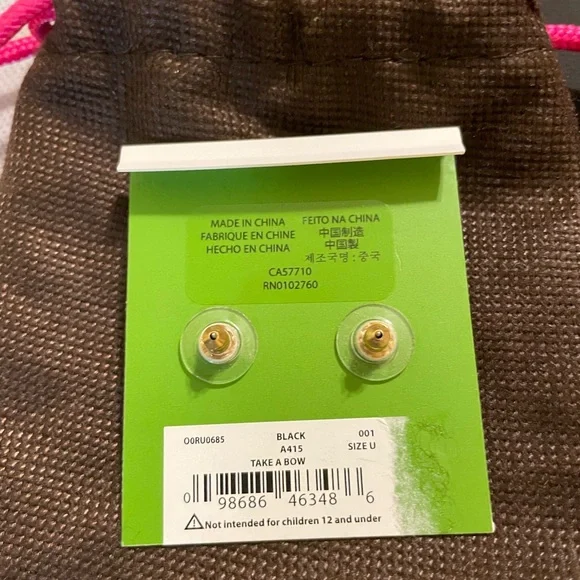 MADE IN CHINA
FABRIQUE EN CHINE
HECHO EN CHINA
FEITO NA CHINA
中国制造
中国製
제조국명 : 중국
CA57710
RN0102760
O0RU0685 BLACK 001
A415 SIZE U
TAKE A BOW
0 98686 46348 6
Not intended for children 12 and under